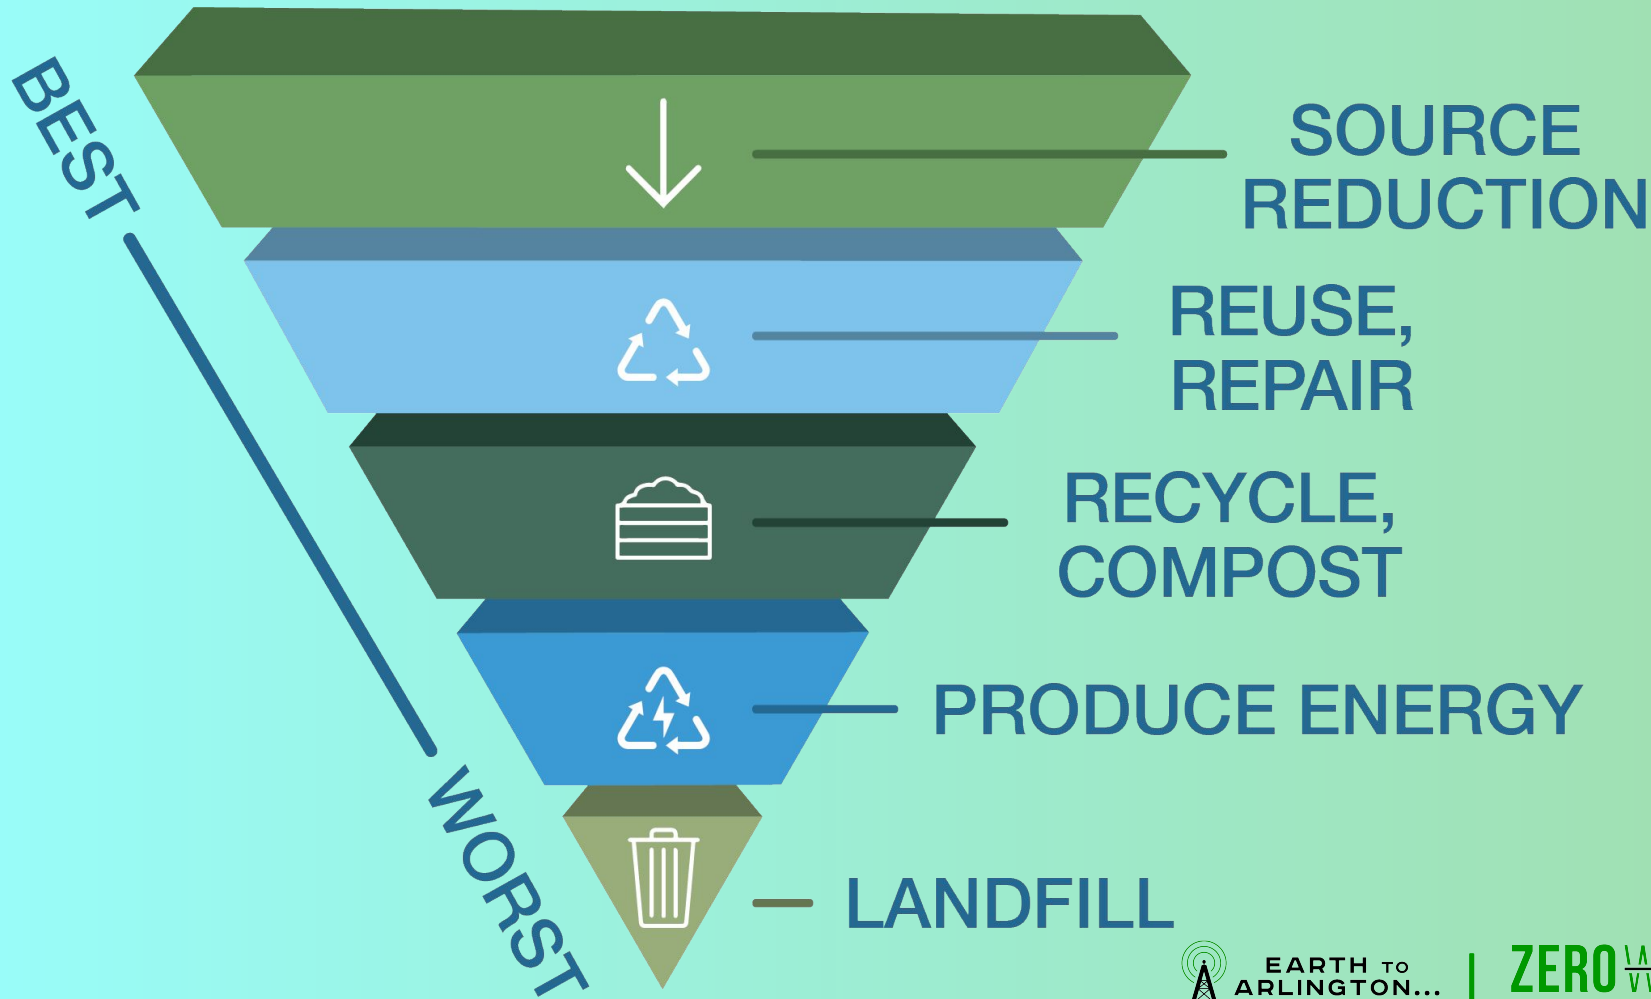 BEST
WORST
SOURCE
REDUCTION
REUSE,
REPAIR
RECYCLE,
COMPOST
PRODUCE ENERGY
LANDFILL
EARTH TO
ARLINGTON...
ZERO